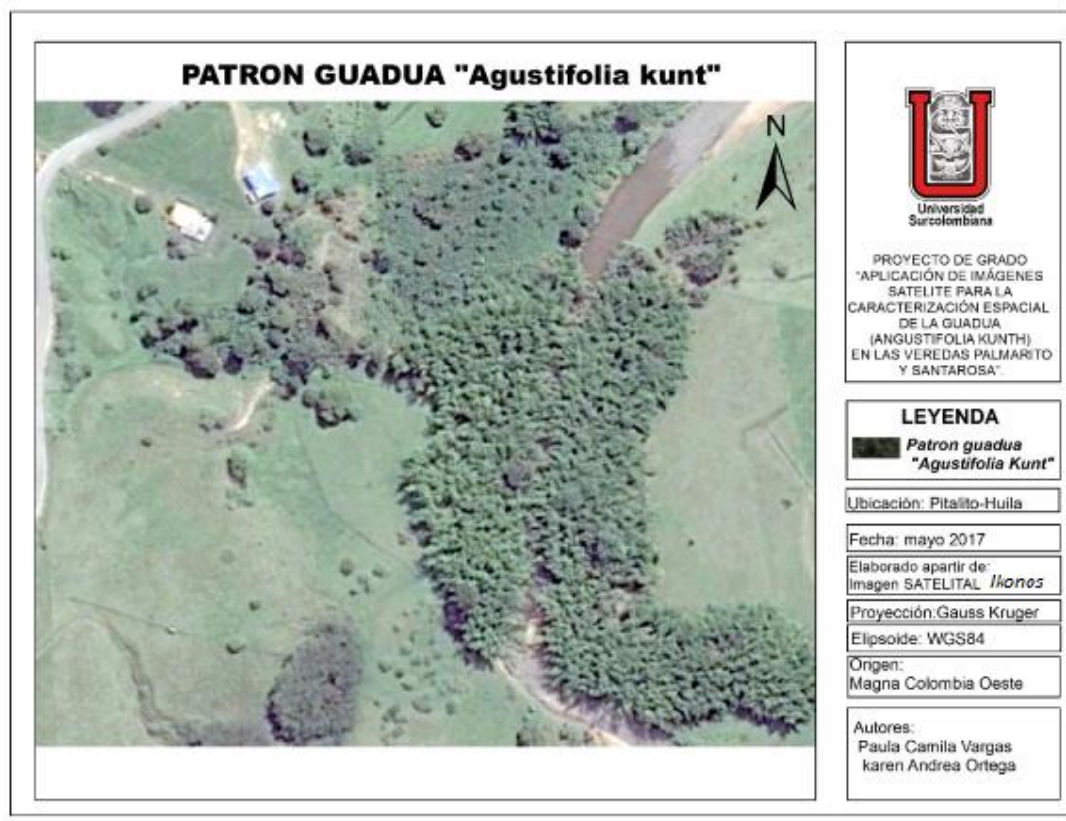 PATRON GUADUA "Agustifolia kunt"
N
Universidad
Surcolombiana
PROYECTO DE GRADO
"APLICACIÓN DE IMÁGENES
SATELITE PARA LA
CARACTERIZACIÓN ESPACIAL
DE LA GUADUA
(ANGUSTIFOLIA KUNTH)
EN LAS VEREDAS PALMARITO
Y SANTAROSA".
LEYENDA
Patron guadua
"Agustifolia Kunt"
Ubicación: Pitalito-Huila
Fecha: mayo 2017
Elaborado apartir de:
Imagen SATELITAL Ikonos
Proyección:Gauss Kruger
Elipsoide: WGS84
Origen:
Magna Colombia Oeste
Autores:
Paula Camila Vargas
karen Andrea Ortega